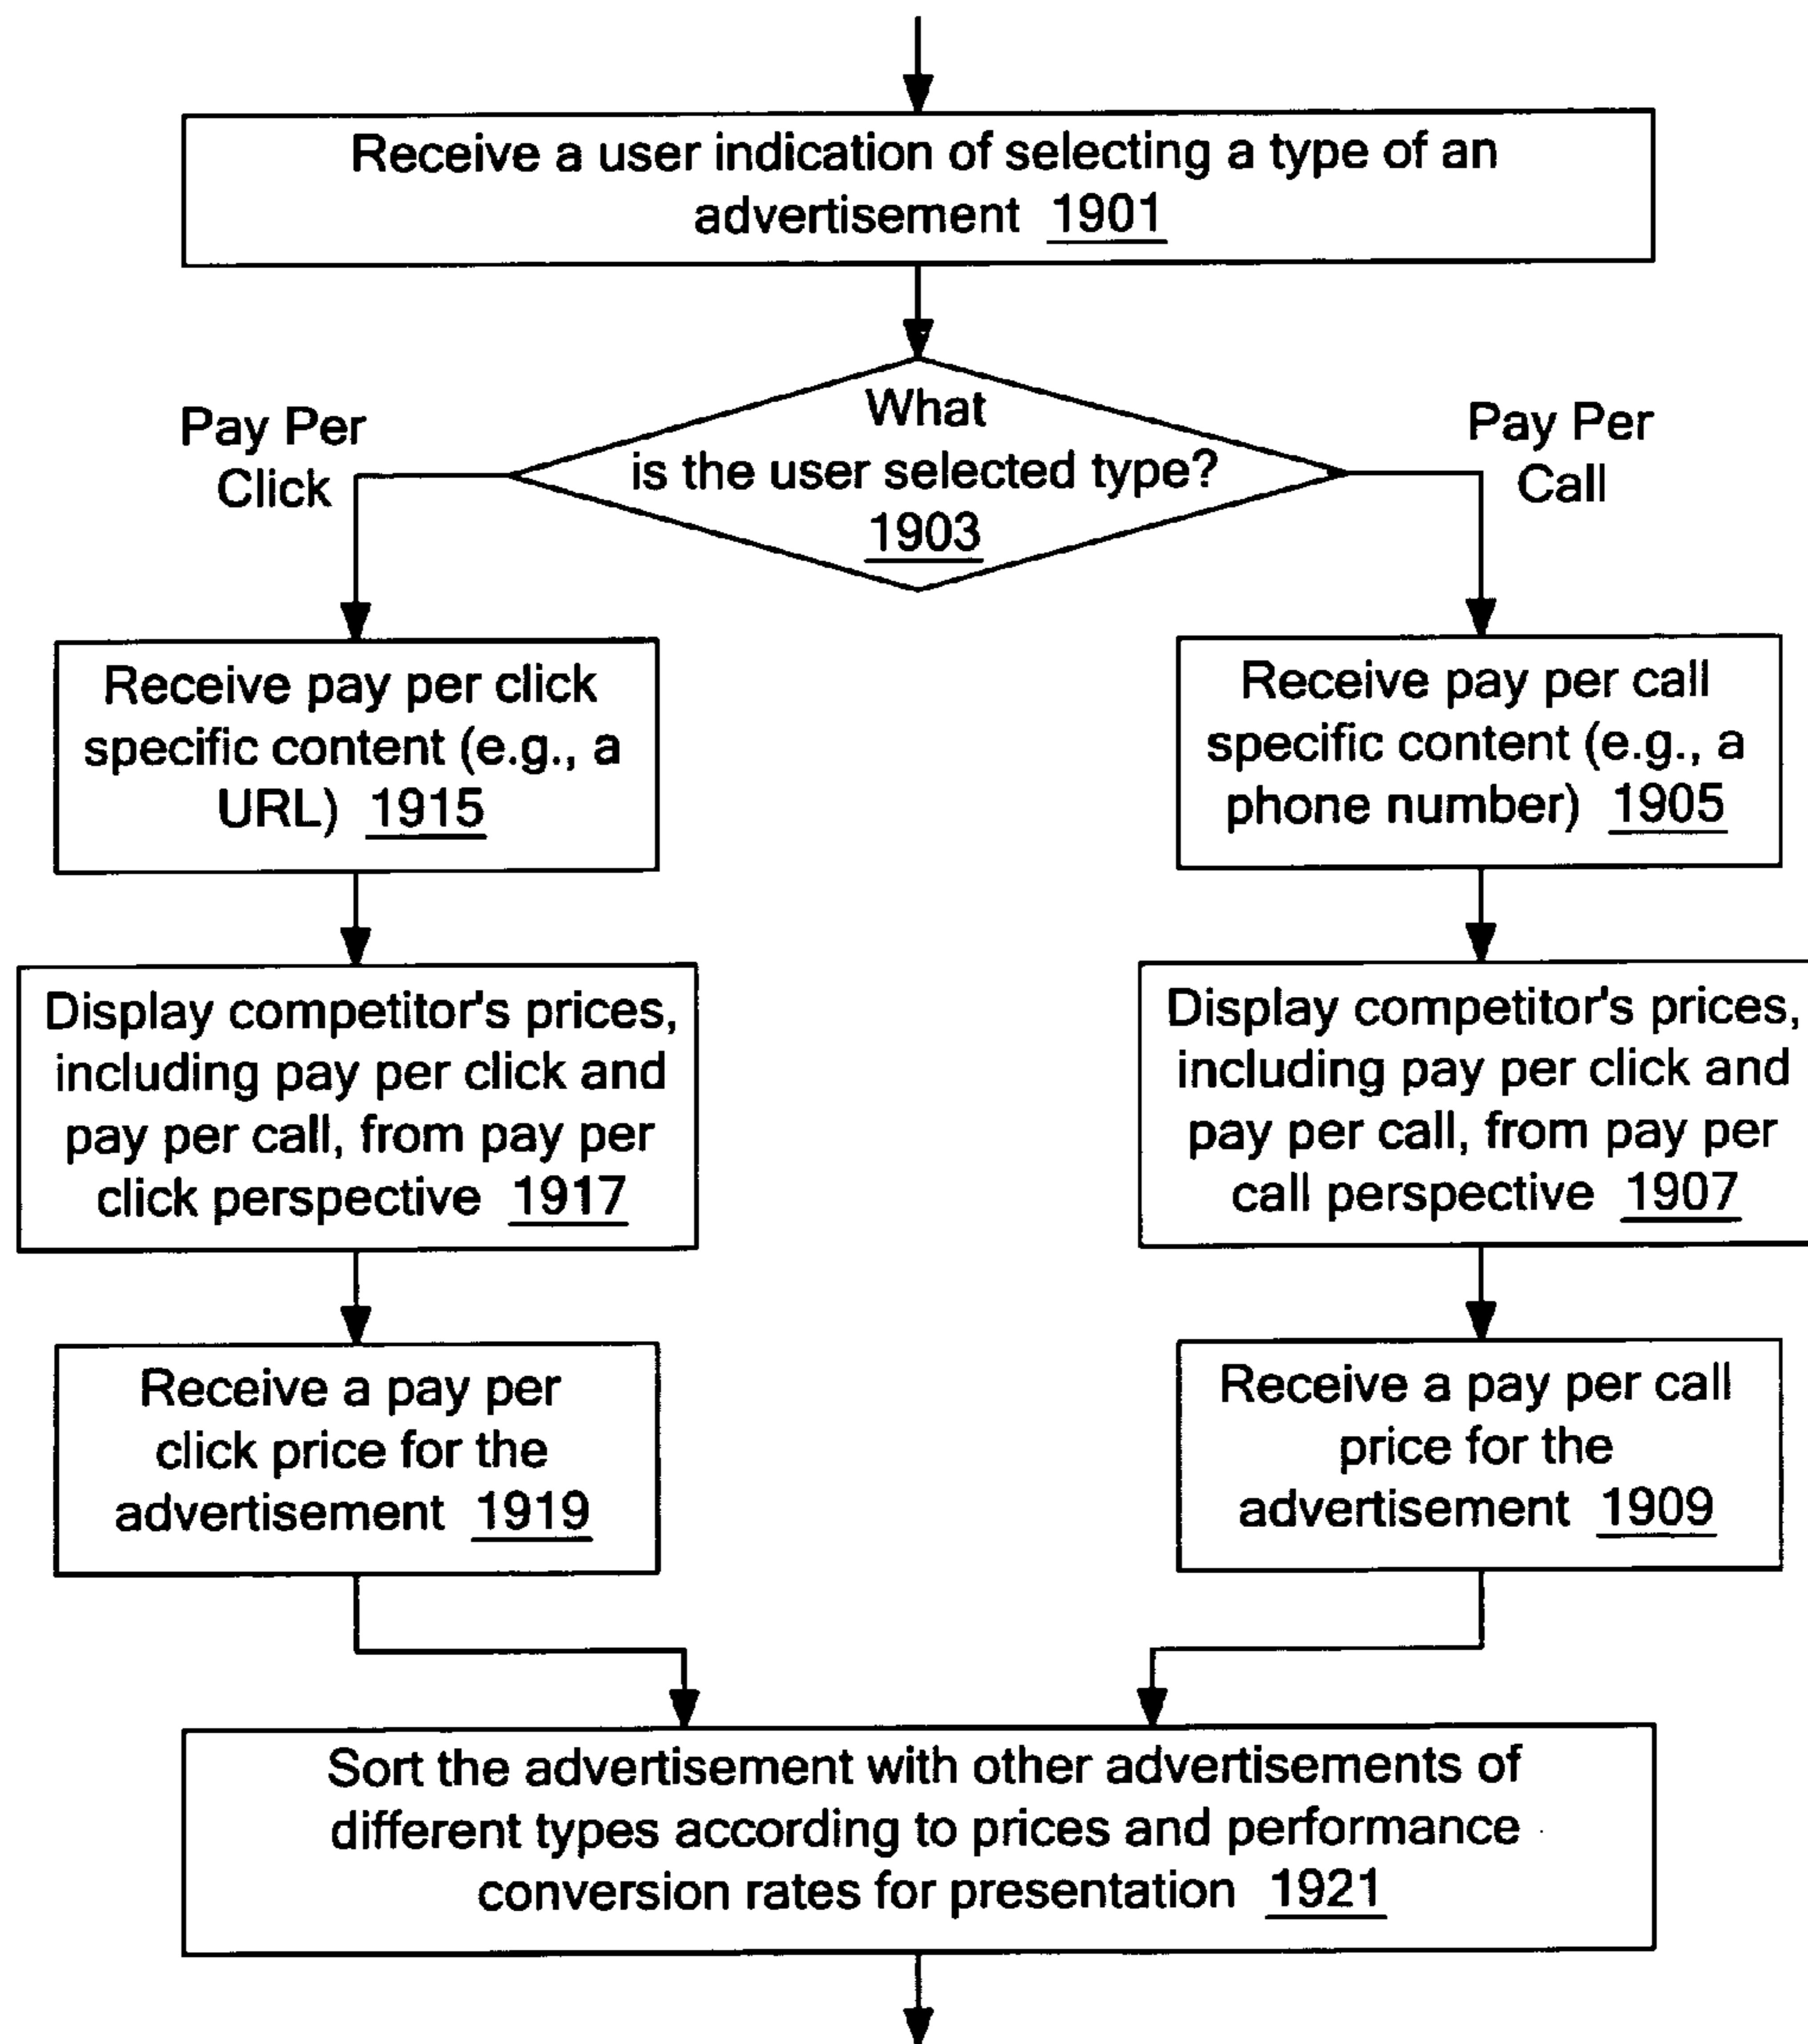 Receive a user indication of selecting a type of an
advertisement 1901
What
is the user selected type?
1903
Pay Per
Click
Pay Per
Call
Receive pay per click
specific content (e.g., a
URL) 1915
Display competitor's prices,
including pay per click and
pay per call, from pay per
click perspective 1917
Receive a pay per
click price for the
advertisement 1919
Receive pay per call
specific content (e.g., a
phone number) 1905
Display competitor's prices,
including pay per click and
pay per call, from pay per
call perspective 1907
Receive a pay per call
price for the
advertisement 1909
Sort the advertisement with other advertisements of
different types according to prices and performance
conversion rates for presentation 1921